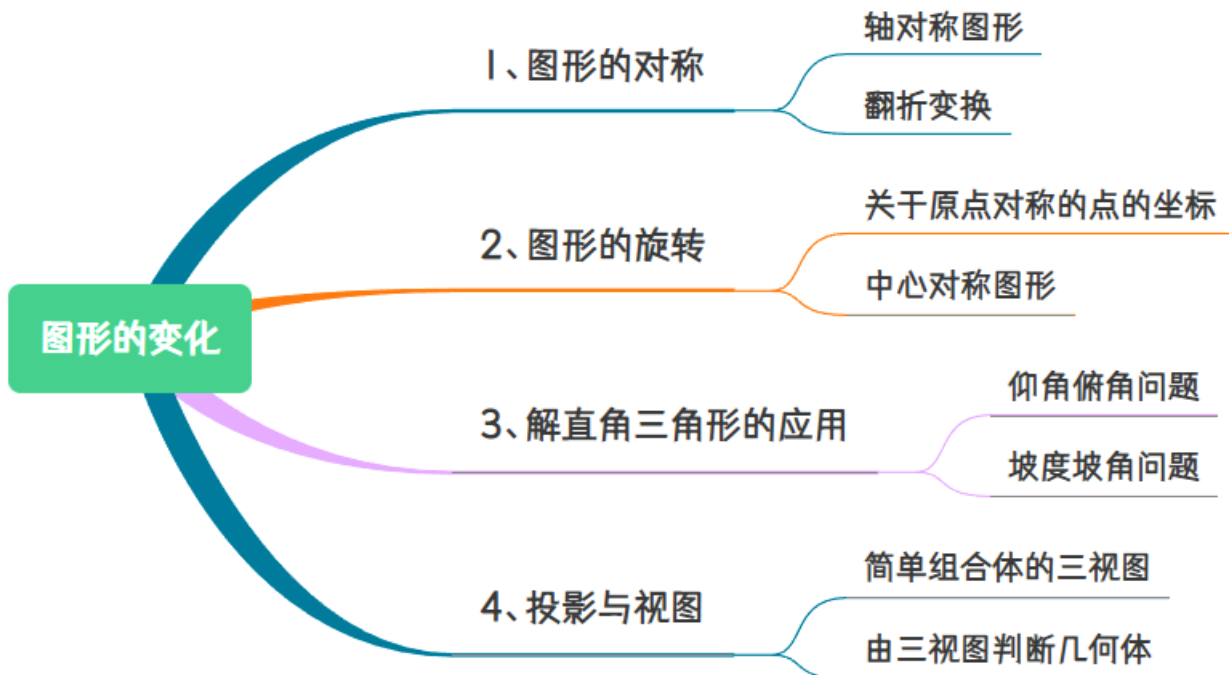 图形的变化
1、图形的对称
轴对称图形
翻折变换
2、图形的旋转
关于原点对称的点的坐标
中心对称图形
3、解直角三角形的应用
仰角俯角问题
坡度坡角问题
4、投影与视图
简单组合体的三视图
由三视图判断几何体